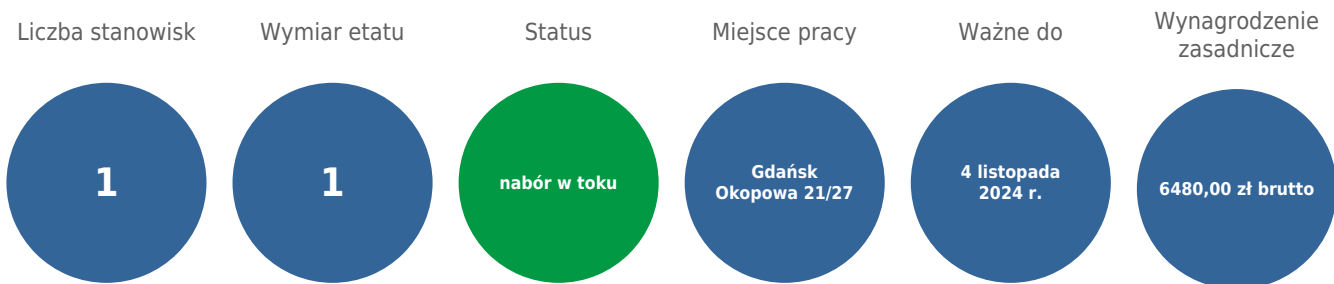 Liczba stanowisk
1
Wymiar etatu
1
Status
nabór w toku
Miejsce pracy
Gdańsk
Okopowa 21/27
Ważne do
4 listopada
2024 r.
Wynagrodzenie
zasadnicze
6480,00 zł brutto